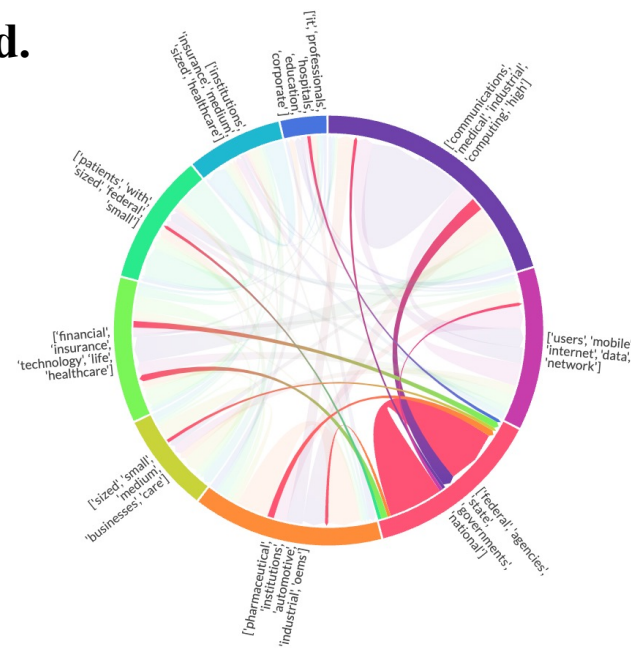 d.
['it', 'professionals',
'hospitals',
'education',
'corporate']
['communications',
'medical', 'industrial',
'computing', 'high']
['users', 'mobile'
'internet', 'data',
'network']
['federal', 'agencies',
'state',
'governments',
'national']
['pharmaceutical',
'institutions',
'automotive',
'industrial', 'oems']
['sized', 'small',
'medium',
'businesses', 'care']
['financial',
'insurance',
'technology', 'life',
'healthcare']
['patients', 'with',
'sized', 'federal',
'small']
['institutions',
'insurance', 'medium',
'sized', 'healthcare']